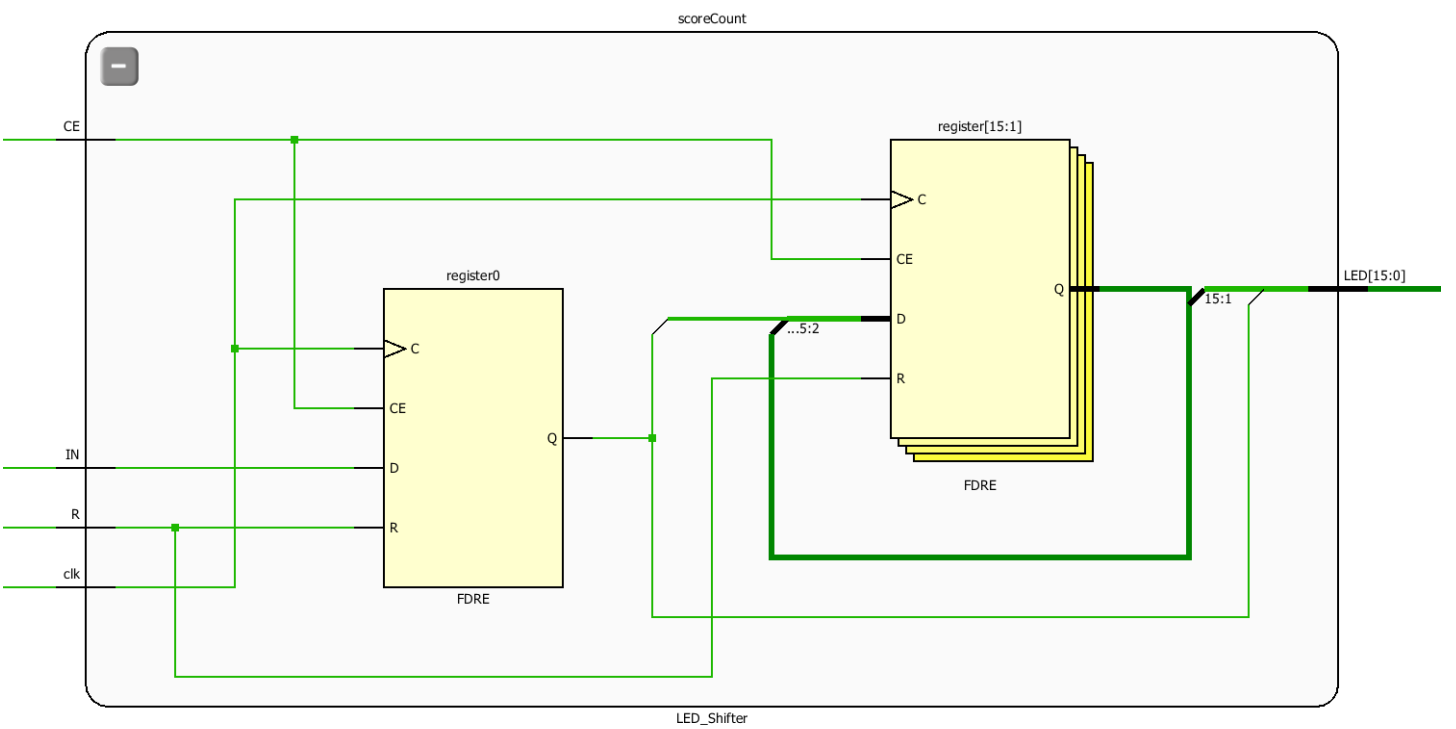 scoreCount
CE
register[15:1]
C
CE
register0
Q
LED[15:0]
15:1
D
...5:2
C
R
CE
Q
IN
D
FDRE
R
R
clk
FDRE
LED_Shifter